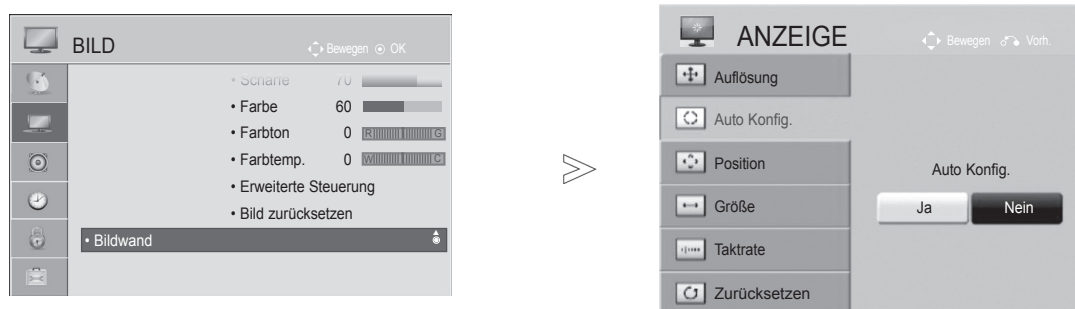 BILD
Bewegen OK
• Schärfe 70
• Farbe 60
• Farbton 0 R G
• Farbtemp. 0 W C
• Erweiterte Steuerung
• Bild zurücksetzen
• Bildwand
ANZEIGE
Bewegen Vorh.
Auflösung
Auto Konfig.
Position
Größe
Taktrate
Zurücksetzen
Auto Konfig.
Ja Nein